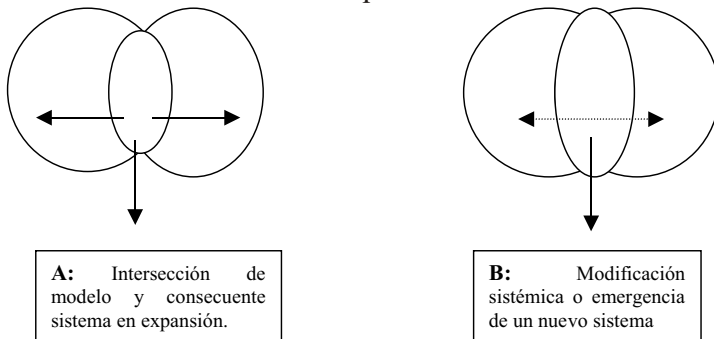 A: Intersección de
modelo y consecuente
sistema en expansión.
B: Modificación
sistémica o emergencia
de un nuevo sistema